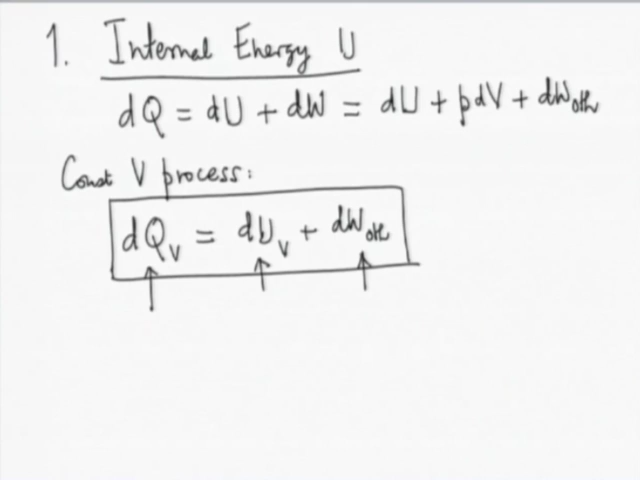 1. Internal Energy U
dQ = dU + dW = dU + pdV + dW_oth
Const V process:
dQ_V = dU_V + dW_oth